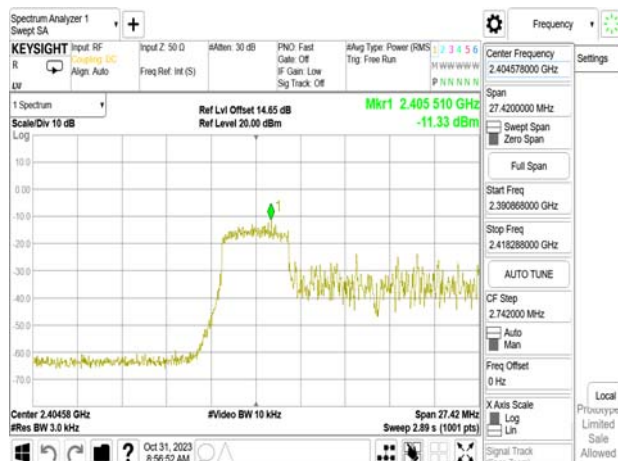 Spectrum Analyzer 1
Swept SA
+
Frequency
KEYSIGHT
R
Input: RF
Coupling: DC
Align: Auto
Input Z: 50 Ω
Freq Ref: Int (S)
#Atten: 30 dB
PNO: Fast
Gate: Off
IF Gain: Low
Sig Track: Off
#Avg Type: Power (RMS
Trig: Free Run
1 2 3 4 5 6
M W W W W W
P N N N N N
1 Spectrum
Scale/Div 10 dB
Log
Ref Lvl Offset 14.65 dB
Ref Level 20.00 dBm
Mkr1 2.405 510 GHz
-11.33 dBm
1
10.0
0.00
-10.0
-20.0
-30.0
-40.0
-50.0
-60.0
-70.0
Center 2.40458 GHz
#Res BW 3.0 kHz
#Video BW 10 kHz
Span 27.42 MHz
Sweep 2.89 s (1001 pts)
Oct 31, 2023
8:56:52 AM
?
Center Frequency
2.404578000 GHz
Span
27.4200000 MHz
Swept Span
Zero Span
Full Span
Start Freq
2.390868000 GHz
Stop Freq
2.418288000 GHz
AUTO TUNE
CF Step
2.742000 MHz
Auto
Man
Freq Offset
0 Hz
X Axis Scale
Log
Lin
Signal Track
Settings
Local
Prototype
Limited
Sale
Allowed